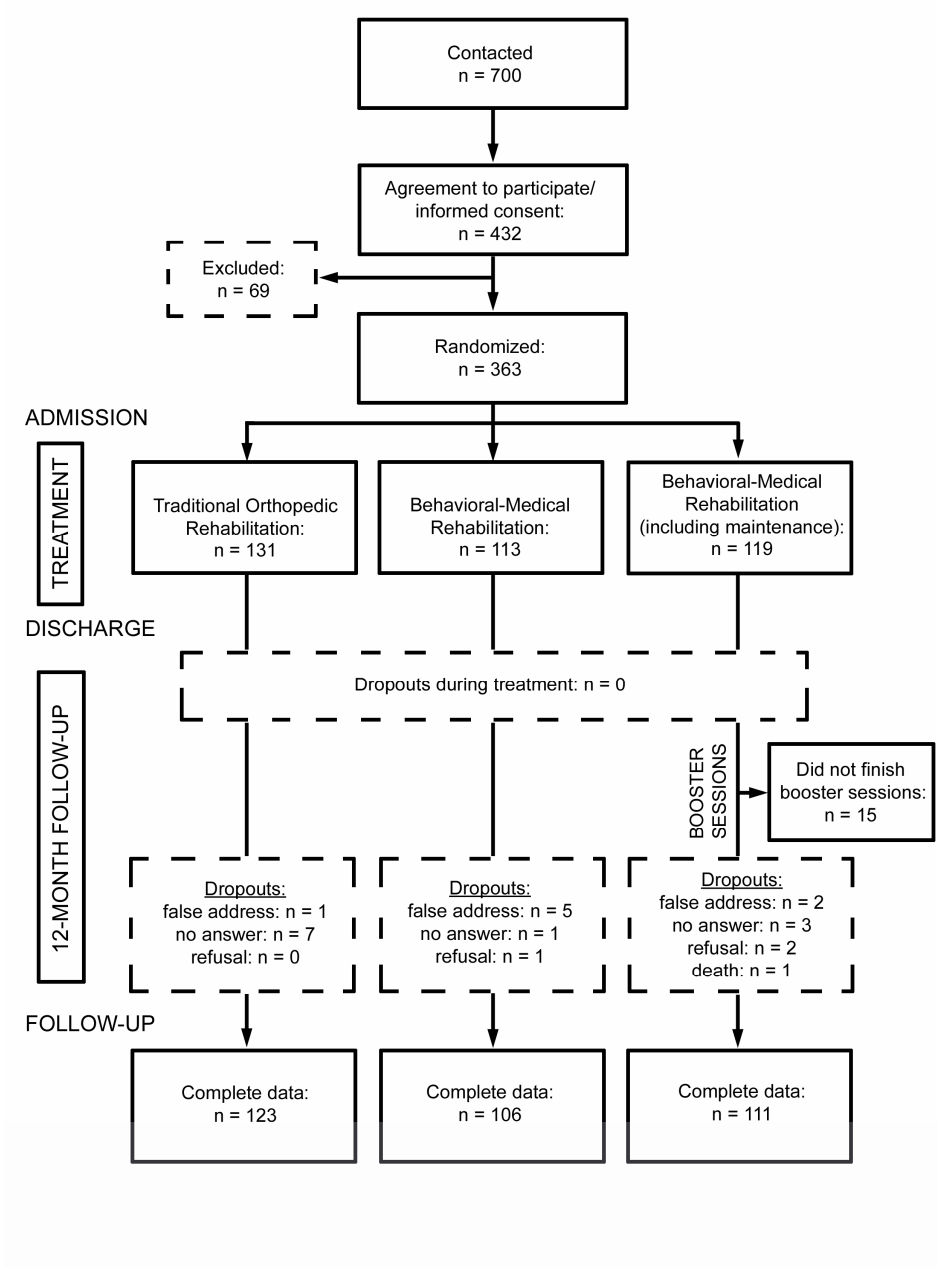 Contacted
n = 700
Agreement to participate/
informed consent:
n = 432
Excluded:
n = 69
Randomized:
n = 363
ADMISSION
TREATMENT
Traditional Orthopedic
Rehabilitation:
n = 131
Behavioral-Medical
Rehabilitation:
n = 113
Behavioral-Medical
Rehabilitation
(including maintenance):
n = 119
DISCHARGE
Dropouts during treatment: n = 0
12-MONTH FOLLOW-UP
BOOSTER
SESSIONS
Did not finish
booster sessions:
n = 15
Dropouts:
false address: n = 1
no answer: n = 7
refusal: n = 0
Dropouts:
false address: n = 5
no answer: n = 1
refusal: n = 1
Dropouts:
false address: n = 2
no answer: n = 3
refusal: n = 2
death: n = 1
FOLLOW-UP
Complete data:
n = 123
Complete data:
n = 106
Complete data:
n = 111